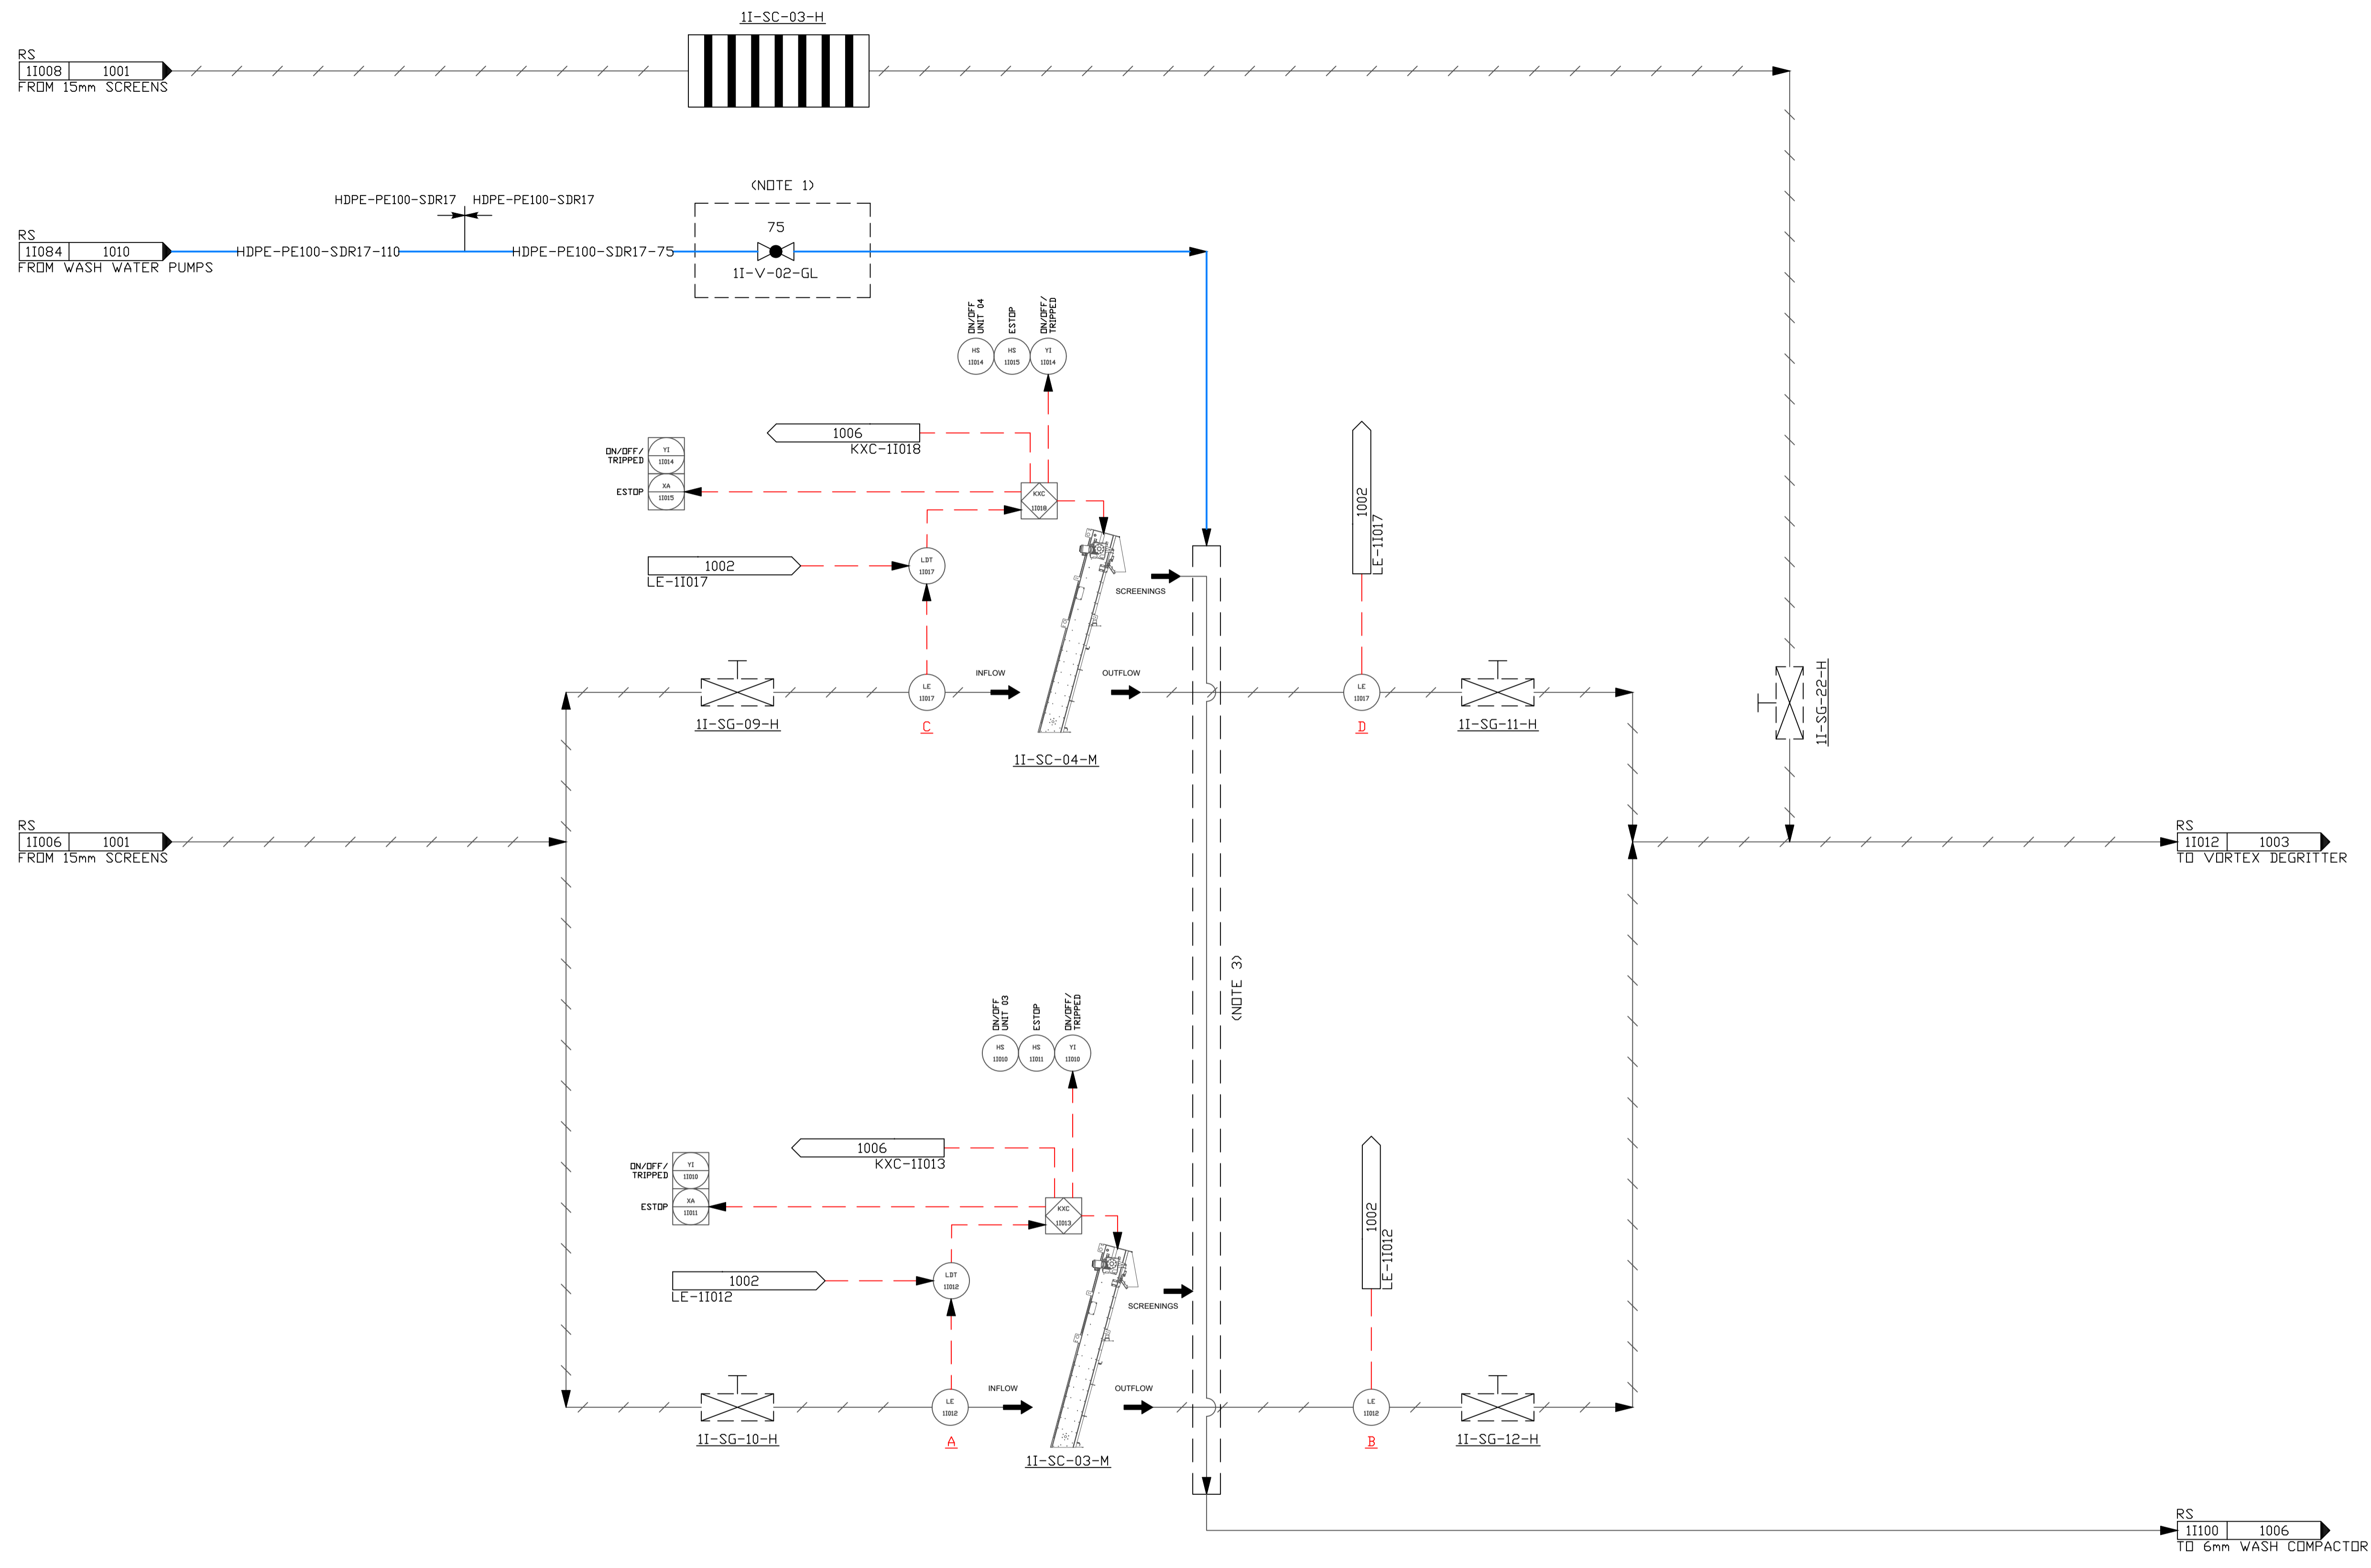 1I-SC-03-H
RS
1I008 1001
FROM 15mm SCREENS
(NOTE 1)
HDPE-PE100-SDR17 HDPE-PE100-SDR17
75
RS
1I084 1010
HDPE-PE100-SDR17-110
HDPE-PE100-SDR17-75
FROM WASH WATER PUMPS
1I-V-02-GL
ON/OFF
UNIT 04
ESTOP
ON/OFF/
TRIPPED
HS
1I014
HS
1I015
YI
1I014
1006
KXC-1I018
ON/OFF/
TRIPPED
YI
1I014
ESTOP
XA
1I015
KXC
1I018
1002
LE-1I017
1002
LE-1I017
LDT
1I017
SCREENINGS
INFLOW
OUTFLOW
LE
1I017
LE
1I017
1I-SG-09-H
C
D
1I-SG-11-H
1I-SG-22-H
1I-SC-04-M
RS
1I006 1001
FROM 15mm SCREENS
RS
1I012 1003
TO VORTEX DEGRITTER
(NOTE 3)
ON/OFF
UNIT 03
ESTOP
ON/OFF/
TRIPPED
HS
1I010
HS
1I011
YI
1I010
1006
KXC-1I013
ON/OFF/
TRIPPED
YI
1I010
ESTOP
XA
1I011
KXC
1I013
1002
LE-1I012
1002
LE-1I012
LDT
1I012
SCREENINGS
INFLOW
OUTFLOW
LE
1I012
LE
1I012
1I-SG-10-H
A
B
1I-SG-12-H
1I-SC-03-M
RS
1I100 1006
TO 6mm WASH COMPACTOR